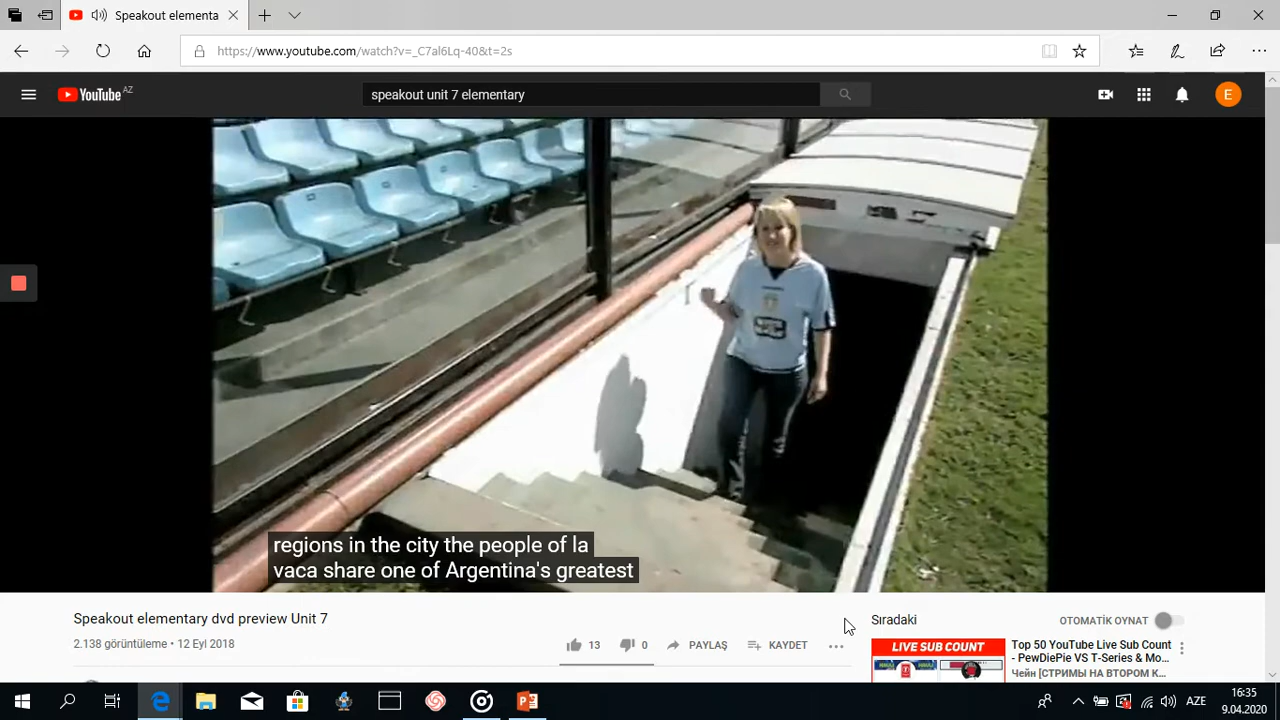 Speakout elementa
https://www.youtube.com/watch?v=_C7al6Lq-40&t=2s
YouTube AZ
speakout unit 7 elementary
E
regions in the city the people of la
vaca share one of Argentina's greatest
Speakout elementary dvd preview Unit 7
2.138 görüntüleme • 12 Eyl 2018
13
0
PAYLAŞ
KAYDET
Sıradaki
OTOMATİK OYNAT
LIVE SUB COUNT
Top 50 YouTube Live Sub Count
- PewDiePie VS T-Series & Mo...
Чейн [СТРИМЫ НА ВТОРОМ К...
AZE
16:35
9.04.2020